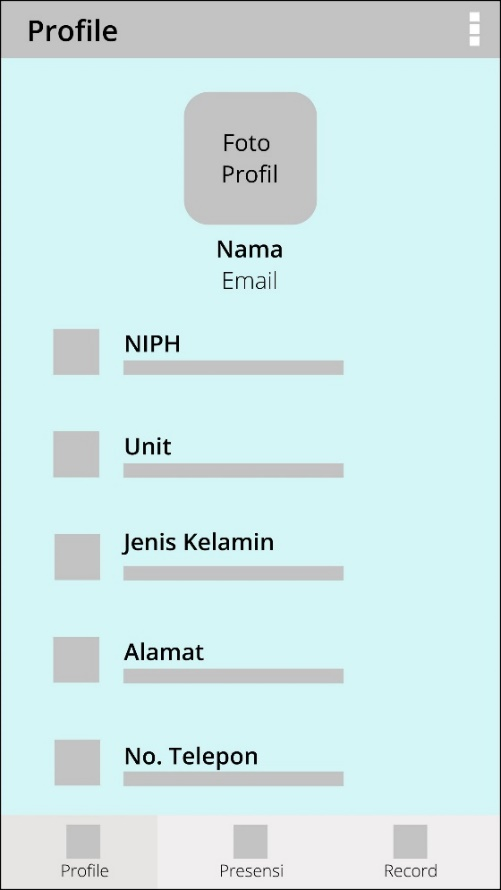 Profile
Foto
Profil
Nama
Email
NIPH
Unit
Jenis Kelamin
Alamat
No. Telepon
Profile
Presensi
Record